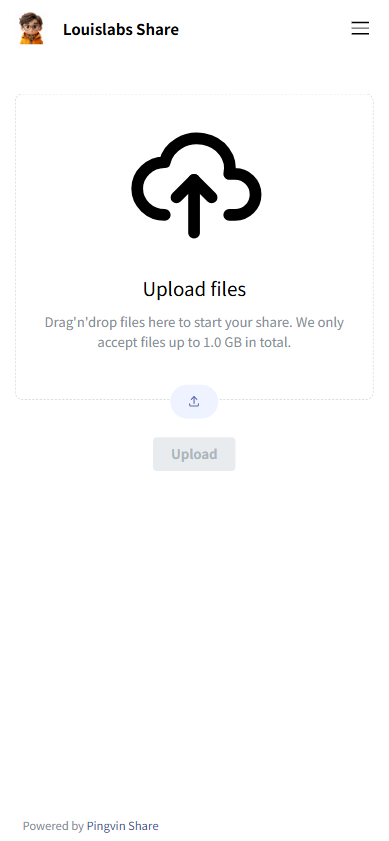 Louislabs Share
Upload files
Drag'n'drop files here to start your share. We only
accept files up to 1.0 GB in total.
Upload
Powered by Pingvin Share